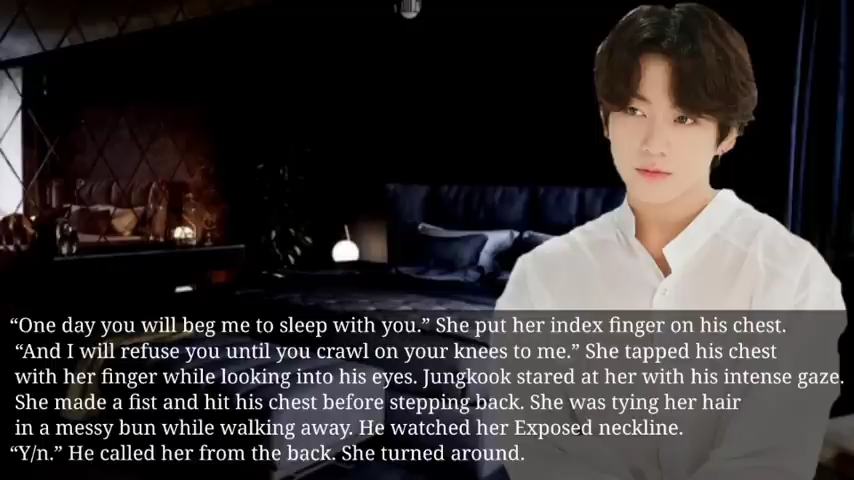 “One day you will beg me to sleep with you.” She put her index finger on his chest.
“And I will refuse you until you crawl on your knees to me.” She tapped his chest
with her finger while looking into his eyes. Jungkook stared at her with his intense gaze.
She made a fist and hit his chest before stepping back. She was tying her hair
in a messy bun while walking away. He watched her Exposed neckline.
“Y/n.” He called her from the back. She turned around.